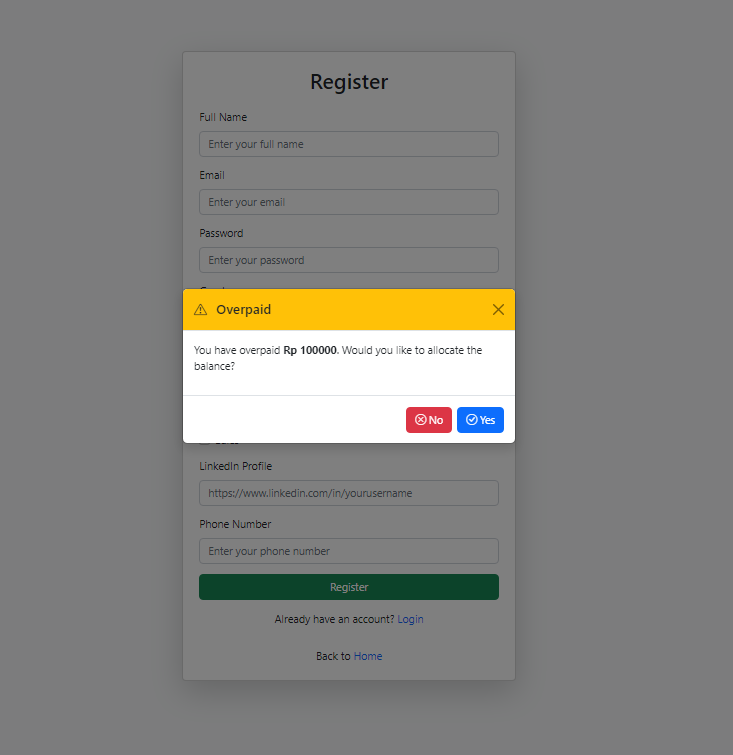 Register
Full Name
Enter your full name
Email
Enter your email
Password
Enter your password
Overpaid
You have overpaid Rp 100000. Would you like to allocate the
balance?
No
Yes
LinkedIn Profile
https://www.linkedin.com/in/yourusername
Phone Number
Enter your phone number
Register
Already have an account? Login
Back to Home